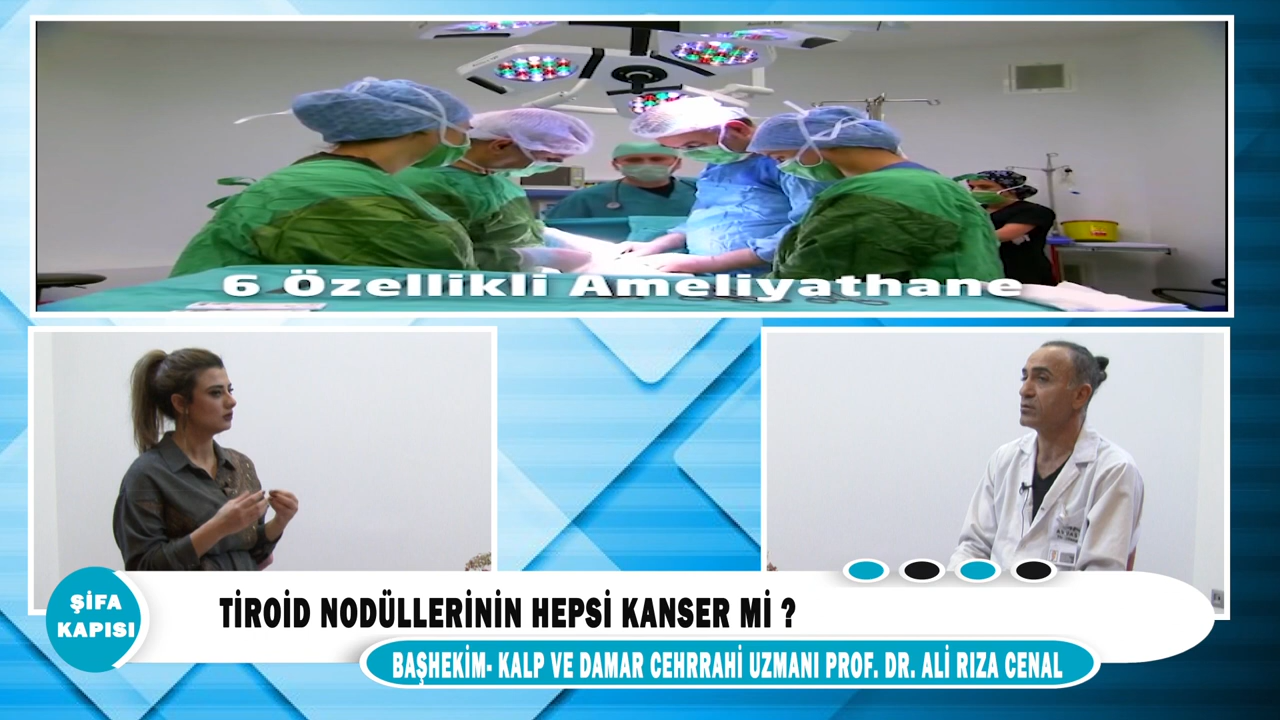 6 Özellikli Ameliyathane
ŞİFA
KAPISI
TİROİD NODÜLLERİNİN HEPSİ KANSER Mİ ?
BAŞHEKİM- KALP VE DAMAR CEHRRAHİ UZMANI PROF. DR. ALİ RIZA CENAL